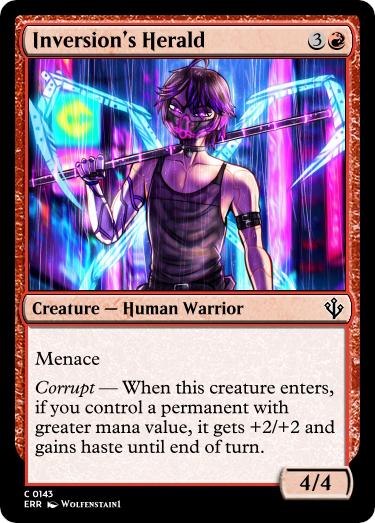 Inversion's Herald 3
Creature — Human Warrior
Menace
Corrupt — When this creature enters,
if you control a permanent with
greater mana value, it gets +2/+2 and
gains haste until end of turn.
4/4
C 0143
ERR Wolfenstain1